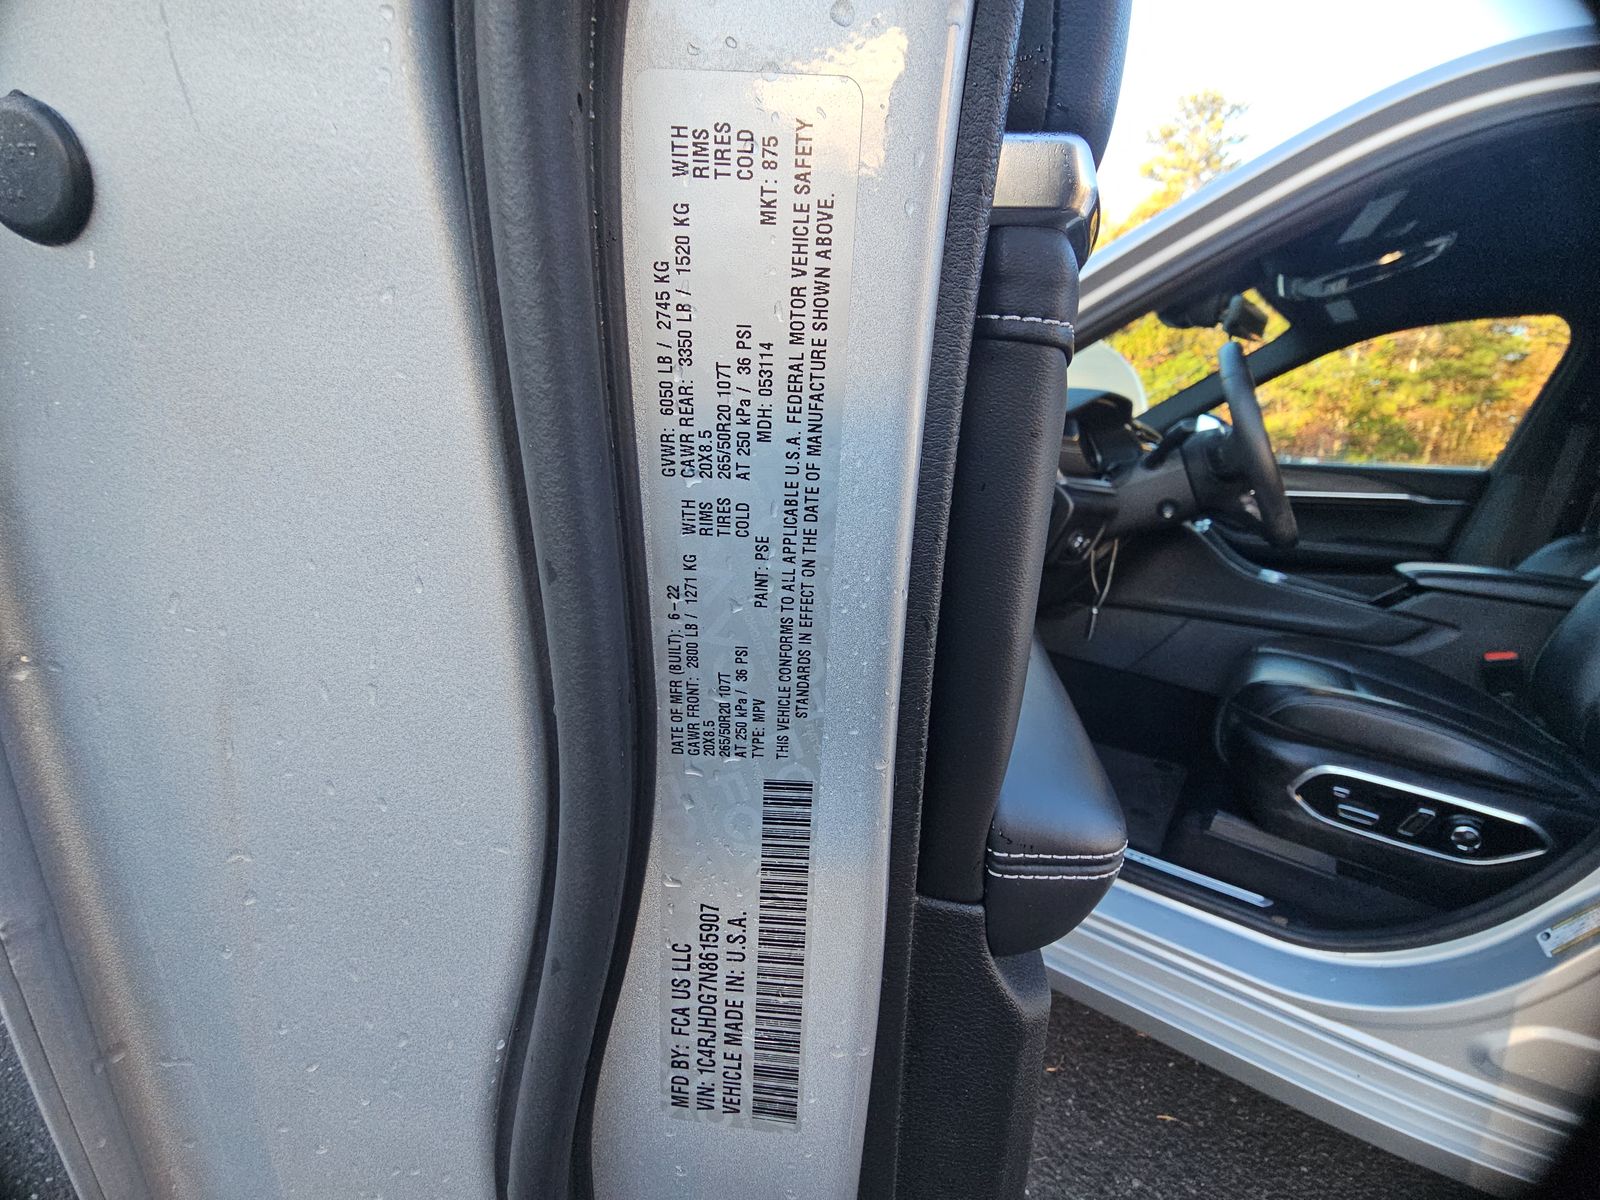 MFD BY: FCA US LLC
VIN: 1C4RJHDG7N8615907
VEHICLE MADE IN: U.S.A.
DATE OF MFR (BUILT): 6-22 GVWR: 6050 LB / 2745 KG
GAWR FRONT: 2800 LB / 1271 KG WITH GAWR REAR: 3350 LB / 1520 KG WITH
20X8.5 RIMS 20X8.5 RIMS
265/50R20 107T TIRES 265/50R20 107T TIRES
AT 250 kPa / 36 PSI COLD AT 250 kPa / 36 PSI COLD
TYPE: MPV PAINT: PSE MDH: 053114 MKT: 875
THIS VEHICLE CONFORMS TO ALL APPLICABLE U.S.A. FEDERAL MOTOR VEHICLE SAFETY
STANDARDS IN EFFECT ON THE DATE OF MANUFACTURE SHOWN ABOVE.